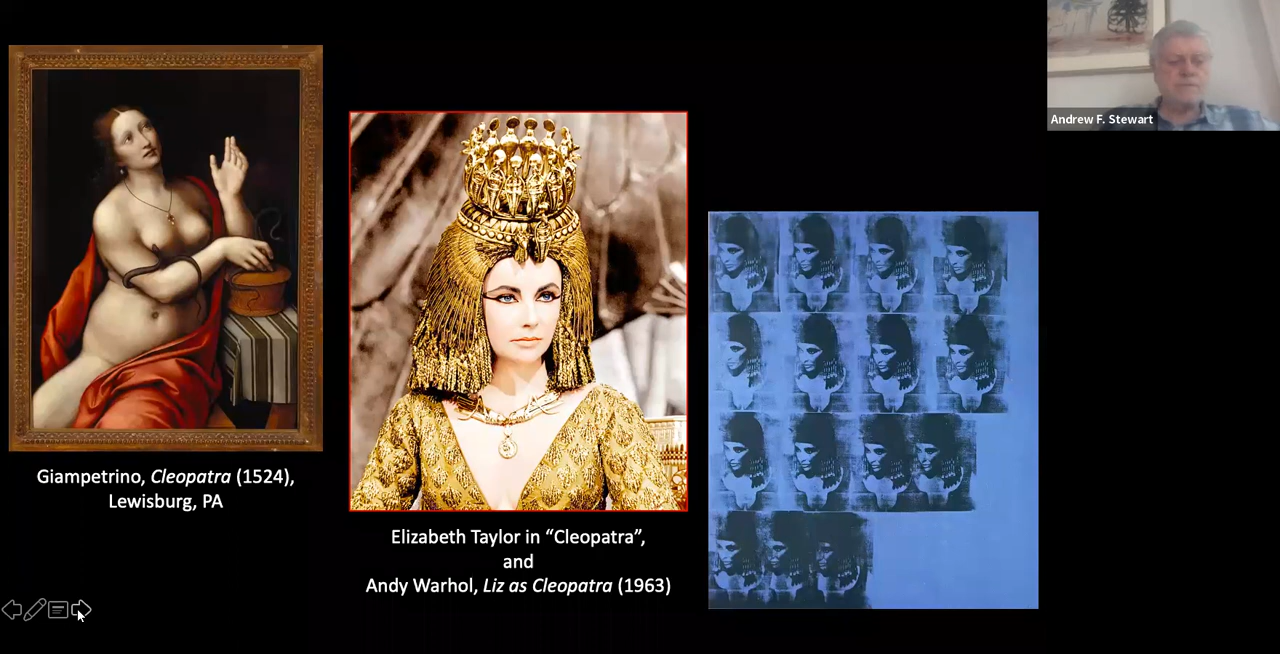 Andrew F. Stewart
Giampetrino, Cleopatra (1524),
Lewisburg, PA
Elizabeth Taylor in “Cleopatra”,
and
Andy Warhol, Liz as Cleopatra (1963)